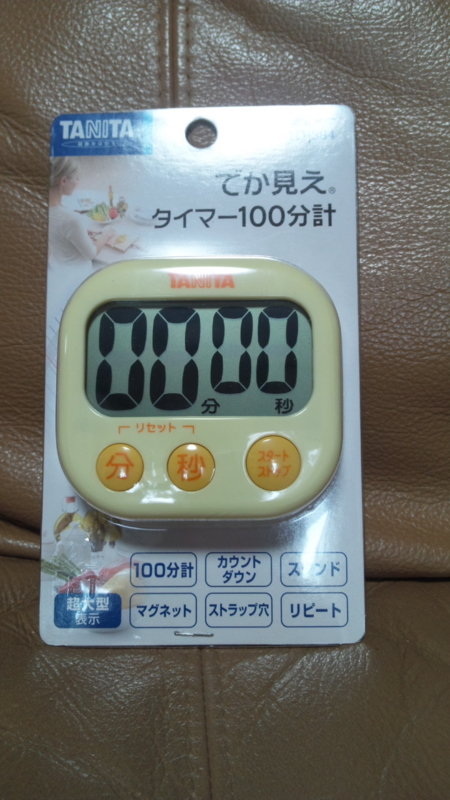 TANITA
でか見え®
タイマー100分計
TANITA
00 00
分 秒
リセット
分 秒 スタート
ストップ
100分計 カウント
ダウン スタンド
超大型
表示
マグネット ストラップ穴 リピート